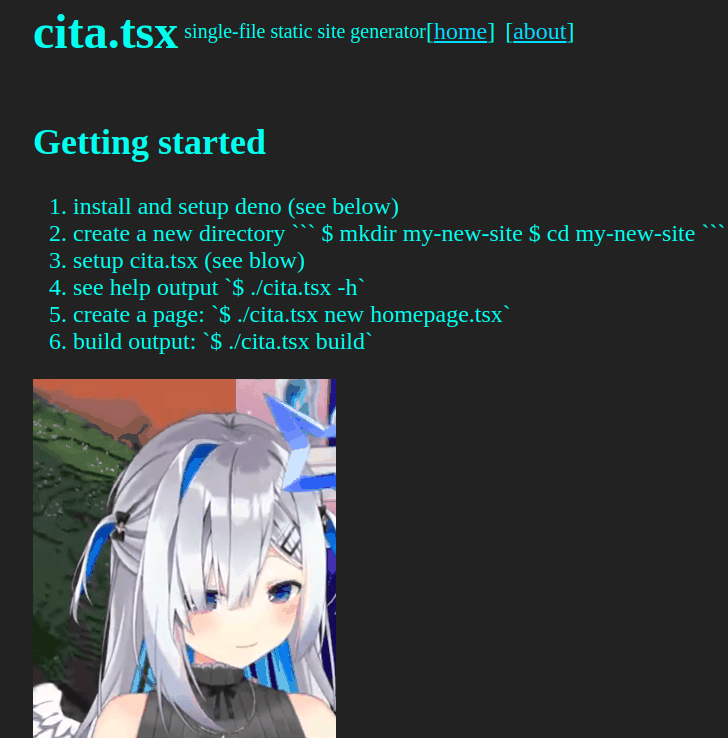 cita.tsx single-file static site generator[home] [about]
Getting started
1. install and setup deno (see below)
2. create a new directory ``` $ mkdir my-new-site $ cd my-new-site ```
3. setup cita.tsx (see blow)
4. see help output `$ ./cita.tsx -h`
5. create a page: `$ ./cita.tsx new homepage.tsx`
6. build output: `$ ./cita.tsx build`